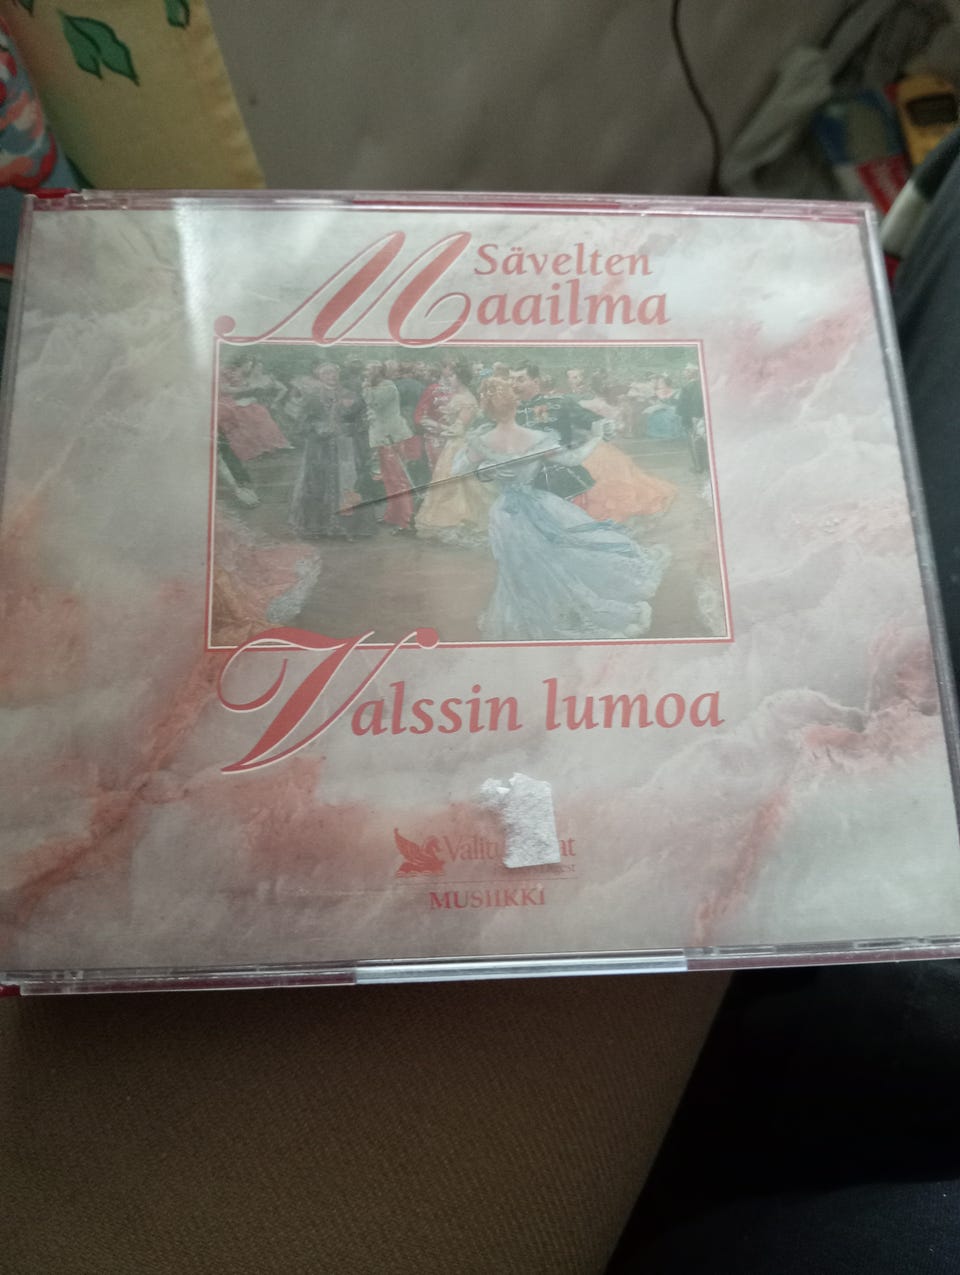 Sävelten
Maailma
Valssin lumoa
MUSIIKKI